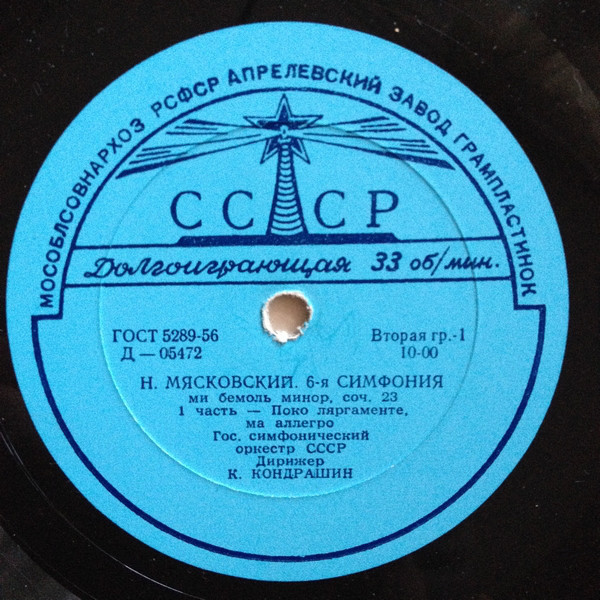 МОСОБЛСОВНАРХОЗ РСФСР АПРЕЛЕВСКИЙ ЗАВОД ГРАМПЛАСТИНОК
СССР
Долгоиграющая 33 об/мин.
ГОСТ 5289-56
Д — 05472
Вторая гр.-1
10-00
Н. МЯСКОВСКИЙ. 6-я СИМФОНИЯ
ми бемоль минор, соч. 23
1 часть — Поко ляргаменте,
ма аллегро
Гос. симфонический
оркестр СССР
Дирижер
К. КОНДРАШИН